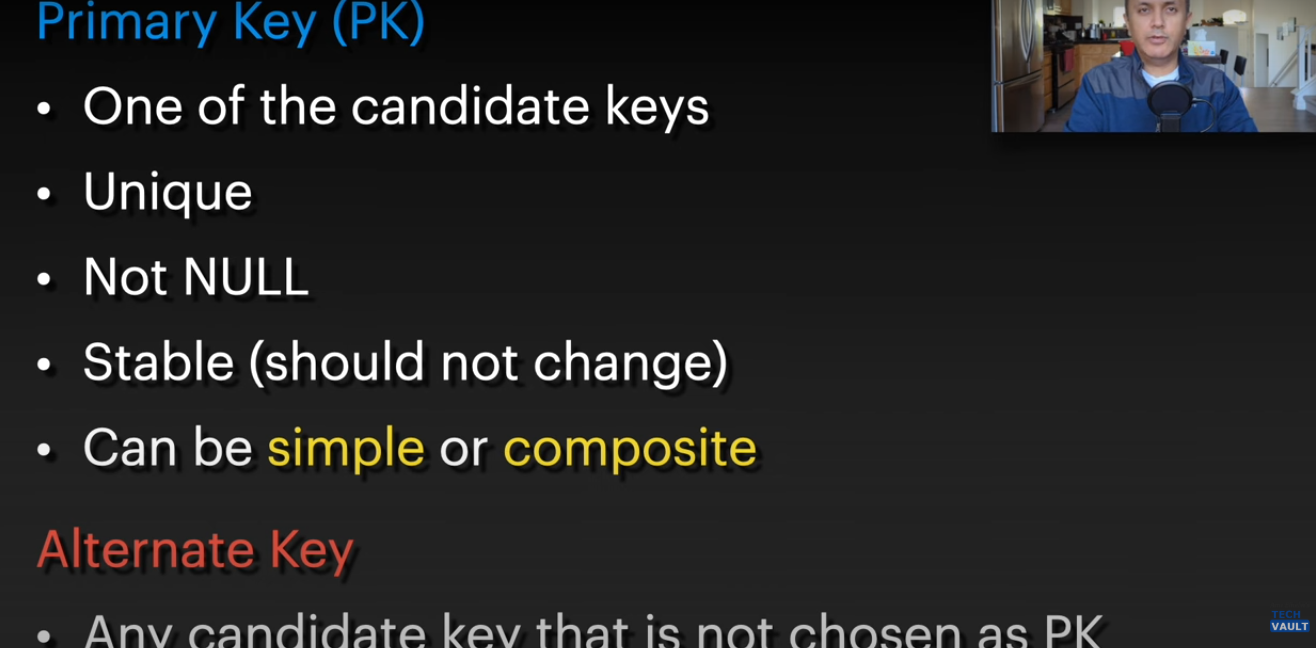 Primary Key (PK)
• One of the candidate keys
• Unique
• Not NULL
• Stable (should not change)
• Can be simple or composite
Alternate Key
• Any candidate key that is not chosen as PK
TECH
VAULT